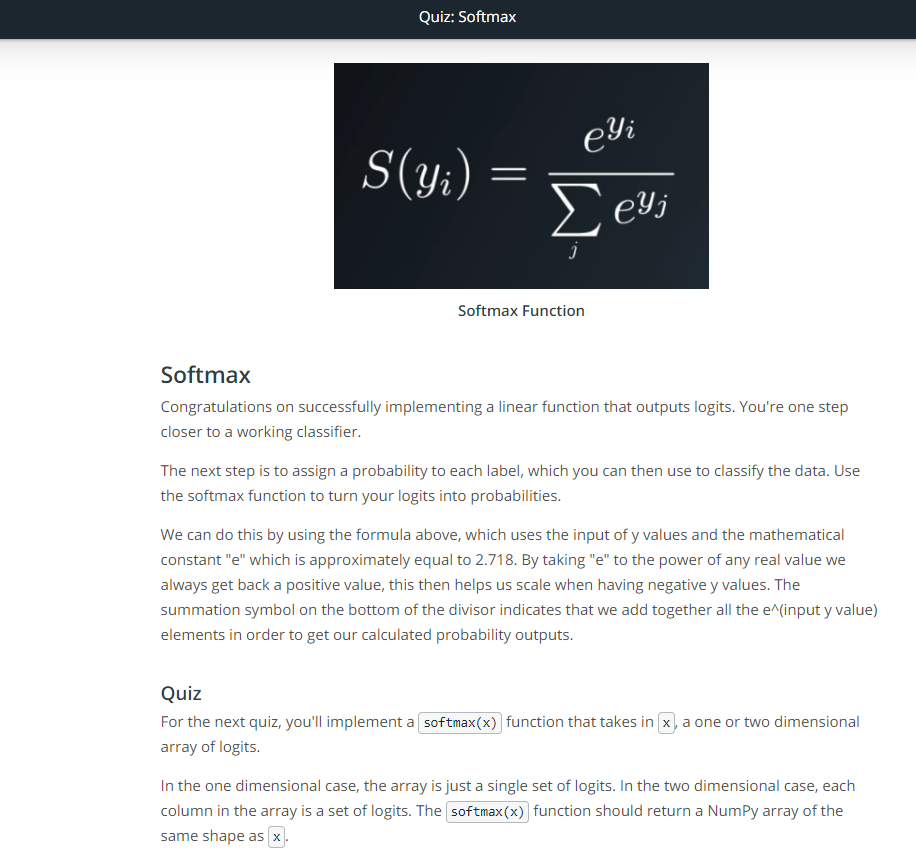 Quiz: Softmax
S(y_i) = e^{y_i} / ∑_j e^{y_j}
Softmax Function
Softmax
Congratulations on successfully implementing a linear function that outputs logits. You're one step
closer to a working classifier.
The next step is to assign a probability to each label, which you can then use to classify the data. Use
the softmax function to turn your logits into probabilities.
We can do this by using the formula above, which uses the input of y values and the mathematical
constant "e" which is approximately equal to 2.718. By taking "e" to the power of any real value we
always get back a positive value, this then helps us scale when having negative y values. The
summation symbol on the bottom of the divisor indicates that we add together all the e^(input y value)
elements in order to get our calculated probability outputs.
Quiz
For the next quiz, you'll implement a softmax(x) function that takes in x, a one or two dimensional
array of logits.
In the one dimensional case, the array is just a single set of logits. In the two dimensional case, each
column in the array is a set of logits. The softmax(x) function should return a NumPy array of the
same shape as x.